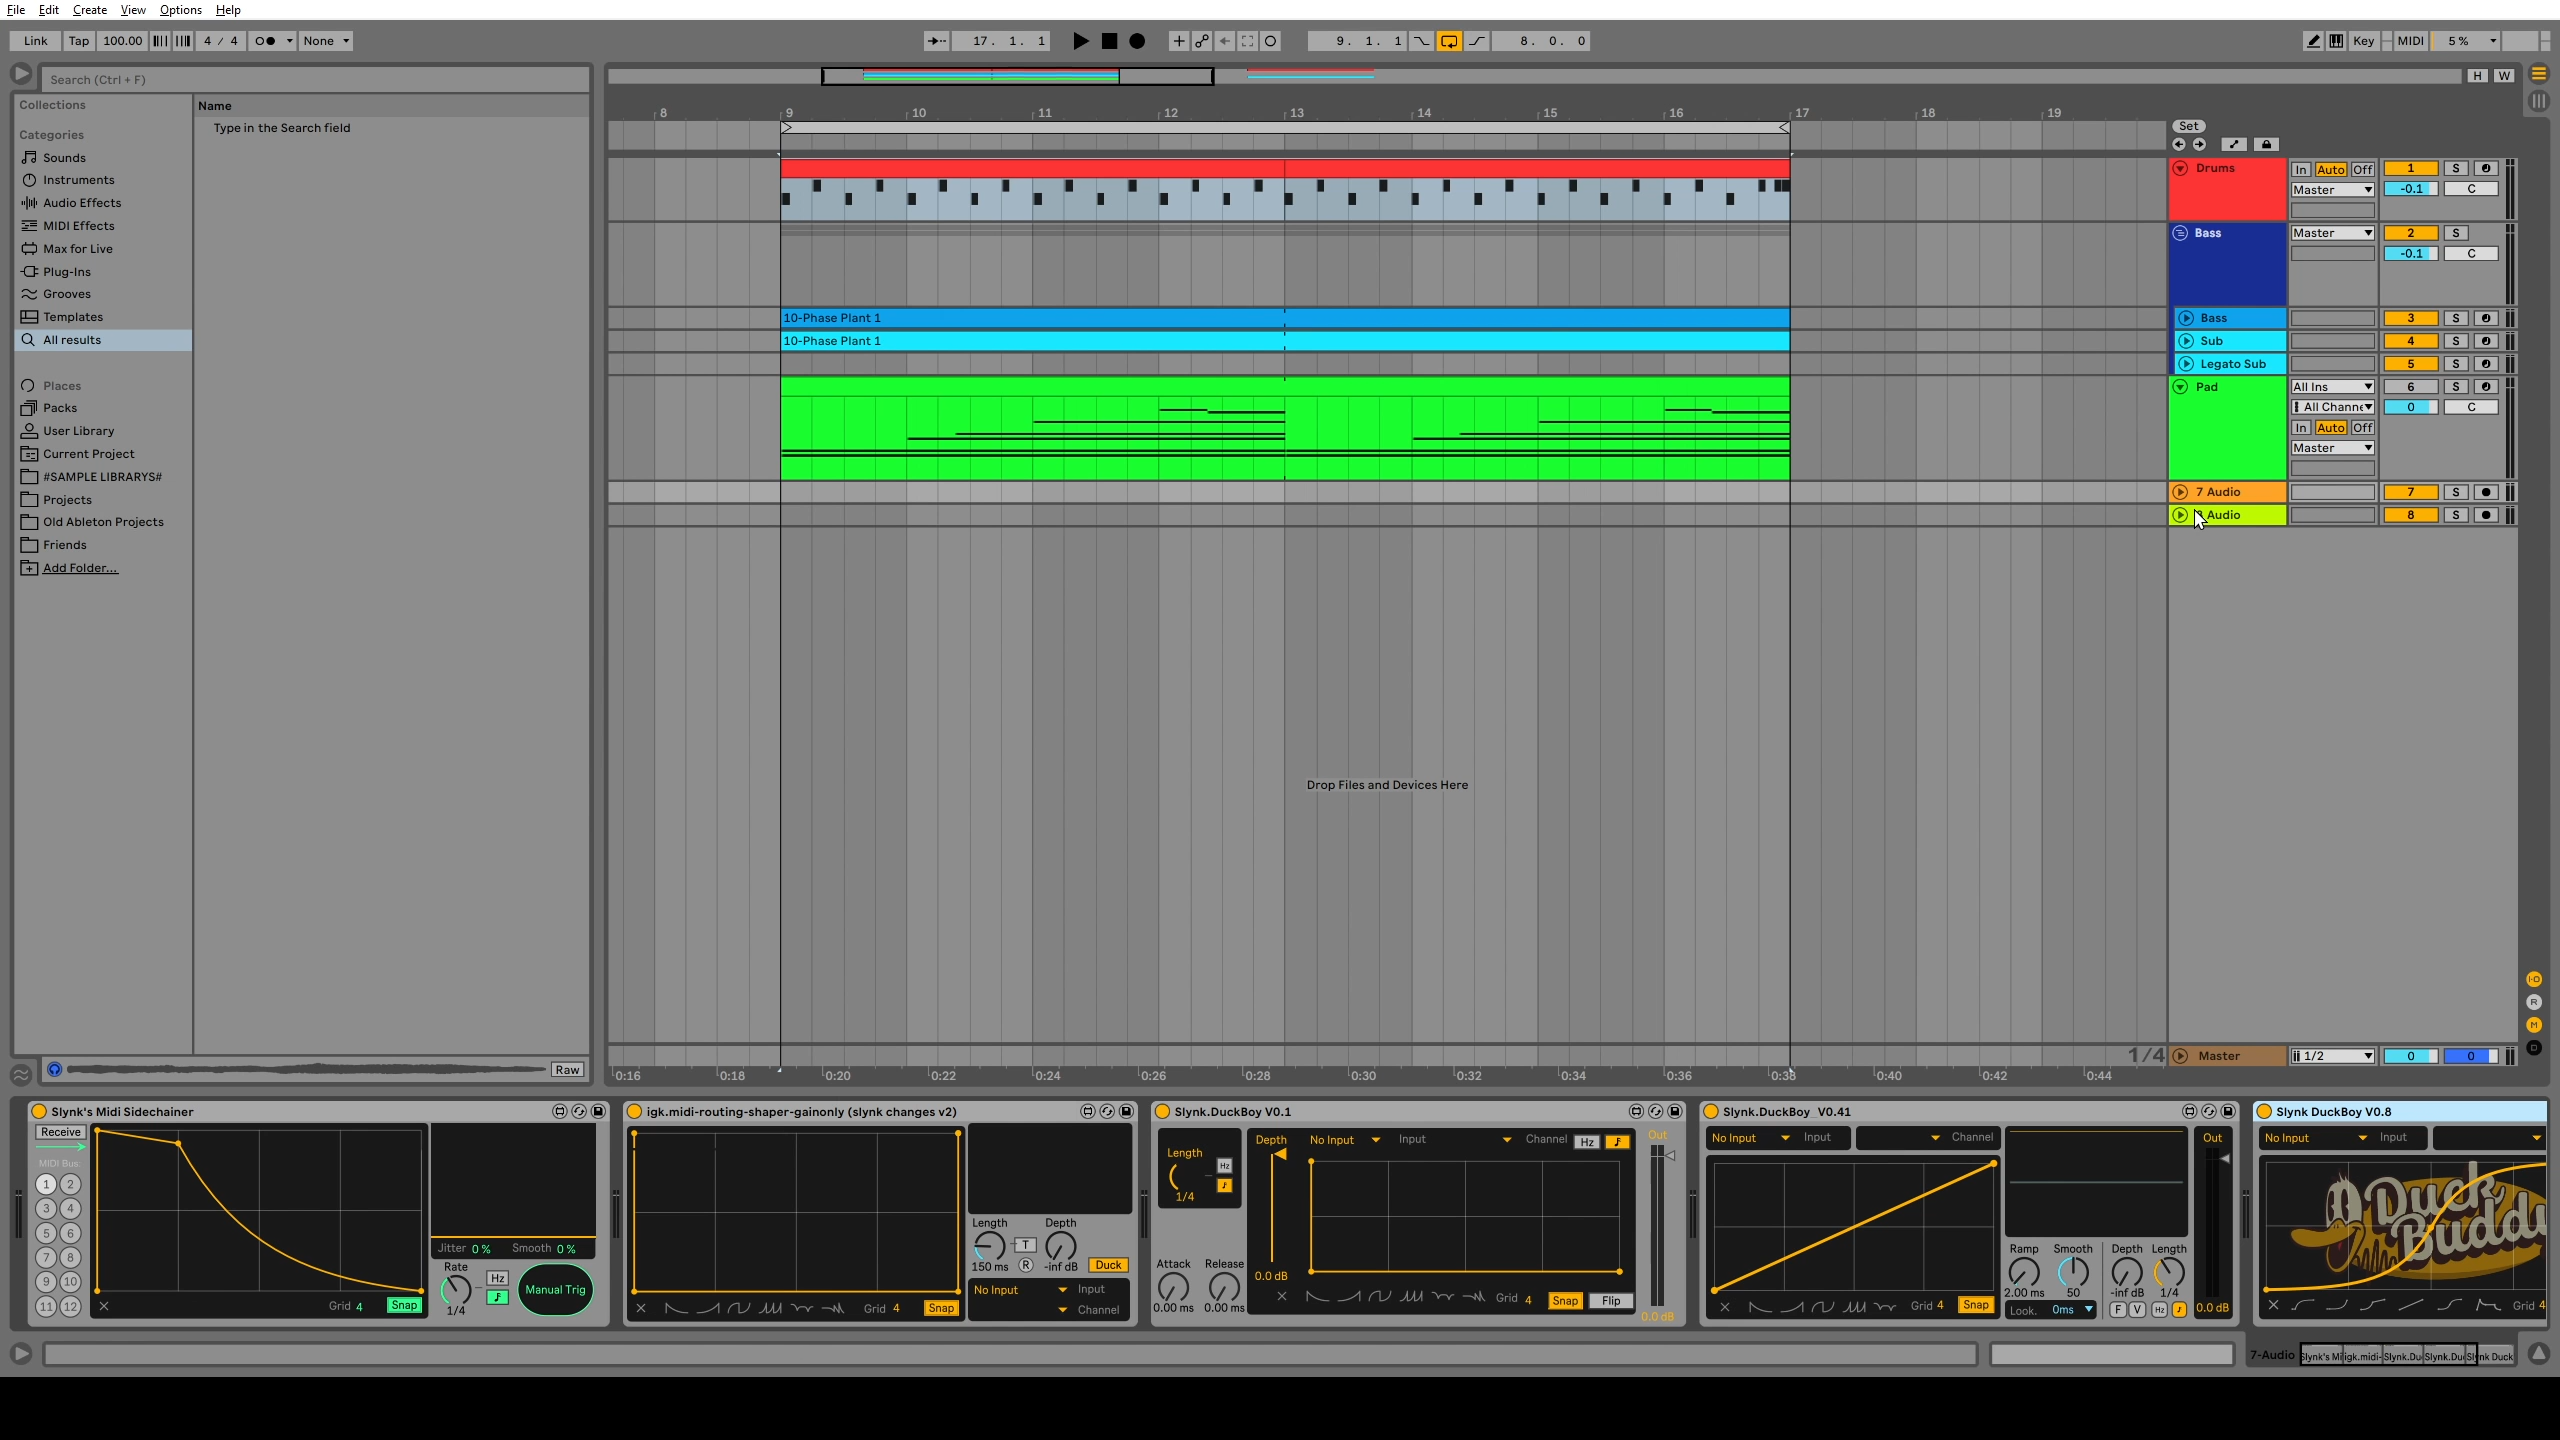 File Edit Create View Options Help
Link Tap 100.00 4 / 4 None 17. 1. 1 9. 1. 1 8. 0. 0 Key MIDI 5 %
Search (Ctrl + F)
H W
Collections
Name
Type in the Search field
Categories
Sounds
Instruments
Audio Effects
MIDI Effects
Max for Live
Plug-Ins
Grooves
Templates
All results
Places
Packs
User Library
Current Project
#SAMPLE LIBRARYS#
Projects
Old Ableton Projects
Friends
Add Folder...
Raw
8 9 10 11 12 13 14 15 16 17 18 19
Set
Drums In Auto Off 1 S
Master -0.1 C
Bass Master 2 S
-0.1 C
10-Phase Plant 1 Bass 3 S
10-Phase Plant 1 Sub 4 S
Legato Sub 5 S
Pad All Ins 6 S
All Channe 0 C
In Auto Off
Master
7 Audio 7 S
Audio 8 S
Drop Files and Devices Here
1/4 Master 1/2 0 0
0:16 0:18 0:20 0:22 0:24 0:26 0:28 0:30 0:32 0:34 0:36 0:38 0:40 0:42 0:44
I-O
R
M
D
Slynk's Midi Sidechainer
Receive
MIDI Bus:
1 2
3 4
5 6
7 8
9 10
11 12
Grid 4 Snap
Jitter 0 % Smooth 0 %
Rate
Hz
1/4
Manual Trig
igk.midi-routing-shaper-gainonly (slynk changes v2)
Grid 4 Snap
Length Depth
T
150 ms R -inf dB Duck
No Input Input
Channel
Slynk.DuckBoy V0.1
Length
Hz
1/4
Attack Release
0.00 ms 0.00 ms
Depth
0.0 dB
No Input Input Channel Hz
Grid 4 Snap Flip
Out
0.0 dB
Slynk.DuckBoy_V0.41
No Input Input Channel
Grid 4 Snap
Ramp Smooth Depth Length
2.00 ms 50 -inf dB 1/4
Look. 0ms F V Hz
Out
0.0 dB
Slynk DuckBoy V0.8
No Input Input
Duck
Buddy
Grid 4
7-Audio Slynk's Mi igk.midi- Slynk.Du Slynk.Du Slynk Duck